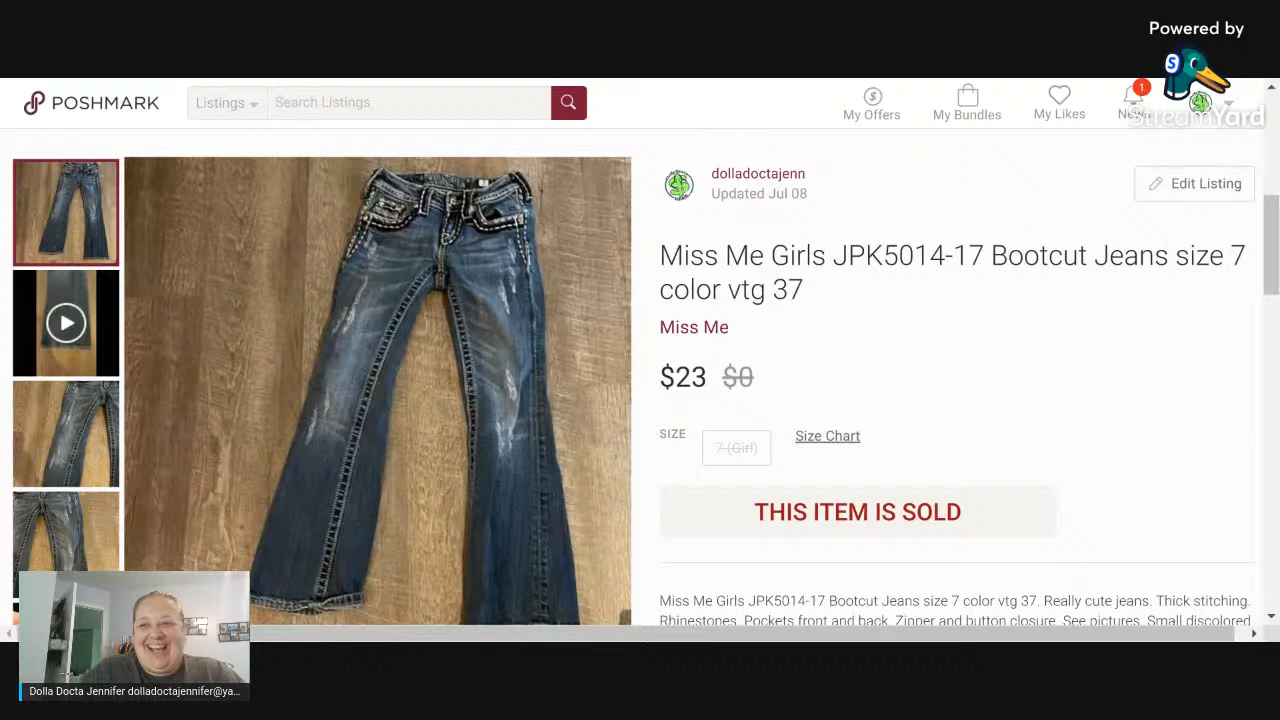 Powered by
StreamYard
POSHMARK
Listings
Search Listings
My Offers
My Bundles
My Likes
1
News
dolladoctajenn
Updated Jul 08
Edit Listing
Miss Me Girls JPK5014-17 Bootcut Jeans size 7
color vtg 37
Miss Me
$23 $0
SIZE
7 (Girl)
Size Chart
THIS ITEM IS SOLD
Miss Me Girls JPK5014-17 Bootcut Jeans size 7 color vtg 37. Really cute jeans. Thick stitching.
Rhinestones. Pockets front and back. Zipper and button closure. See pictures. Small discolored
Dolla Docta Jennifer dolladoctajennifer@ya...